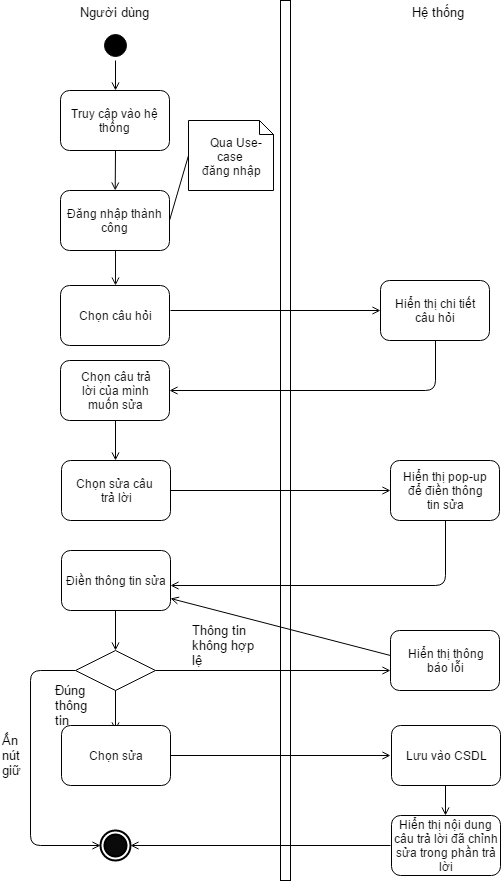 Người dùng
Hệ thống
Truy cập vào hệ
thống
Qua Use-
case
đăng nhập
Đăng nhập thành
công
Chọn câu hỏi
Hiển thị chi tiết
câu hỏi
Chọn câu trả
lời của mình
muốn sửa
Chọn sửa câu
trả lời
Hiển thị pop-up
để điền thông
tin sửa
Điền thông tin sửa
Thông tin
không hợp
lệ
Hiển thị thông
báo lỗi
Đúng
thông
tin
Ấn
nút
giữ
Chọn sửa
Lưu vào CSDL
Hiển thị nội dung
câu trả lời đã chỉnh
sửa trong phần trả
lời